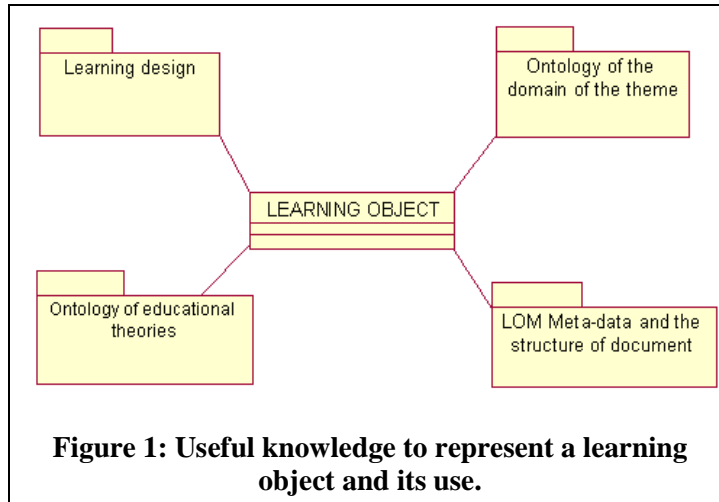 Learning design
Ontology of the
domain of the theme
LEARNING OBJECT
Ontology of educational
theories
LOM Meta-data and the
structure of document
Figure 1: Useful knowledge to represent a learning
object and its use.